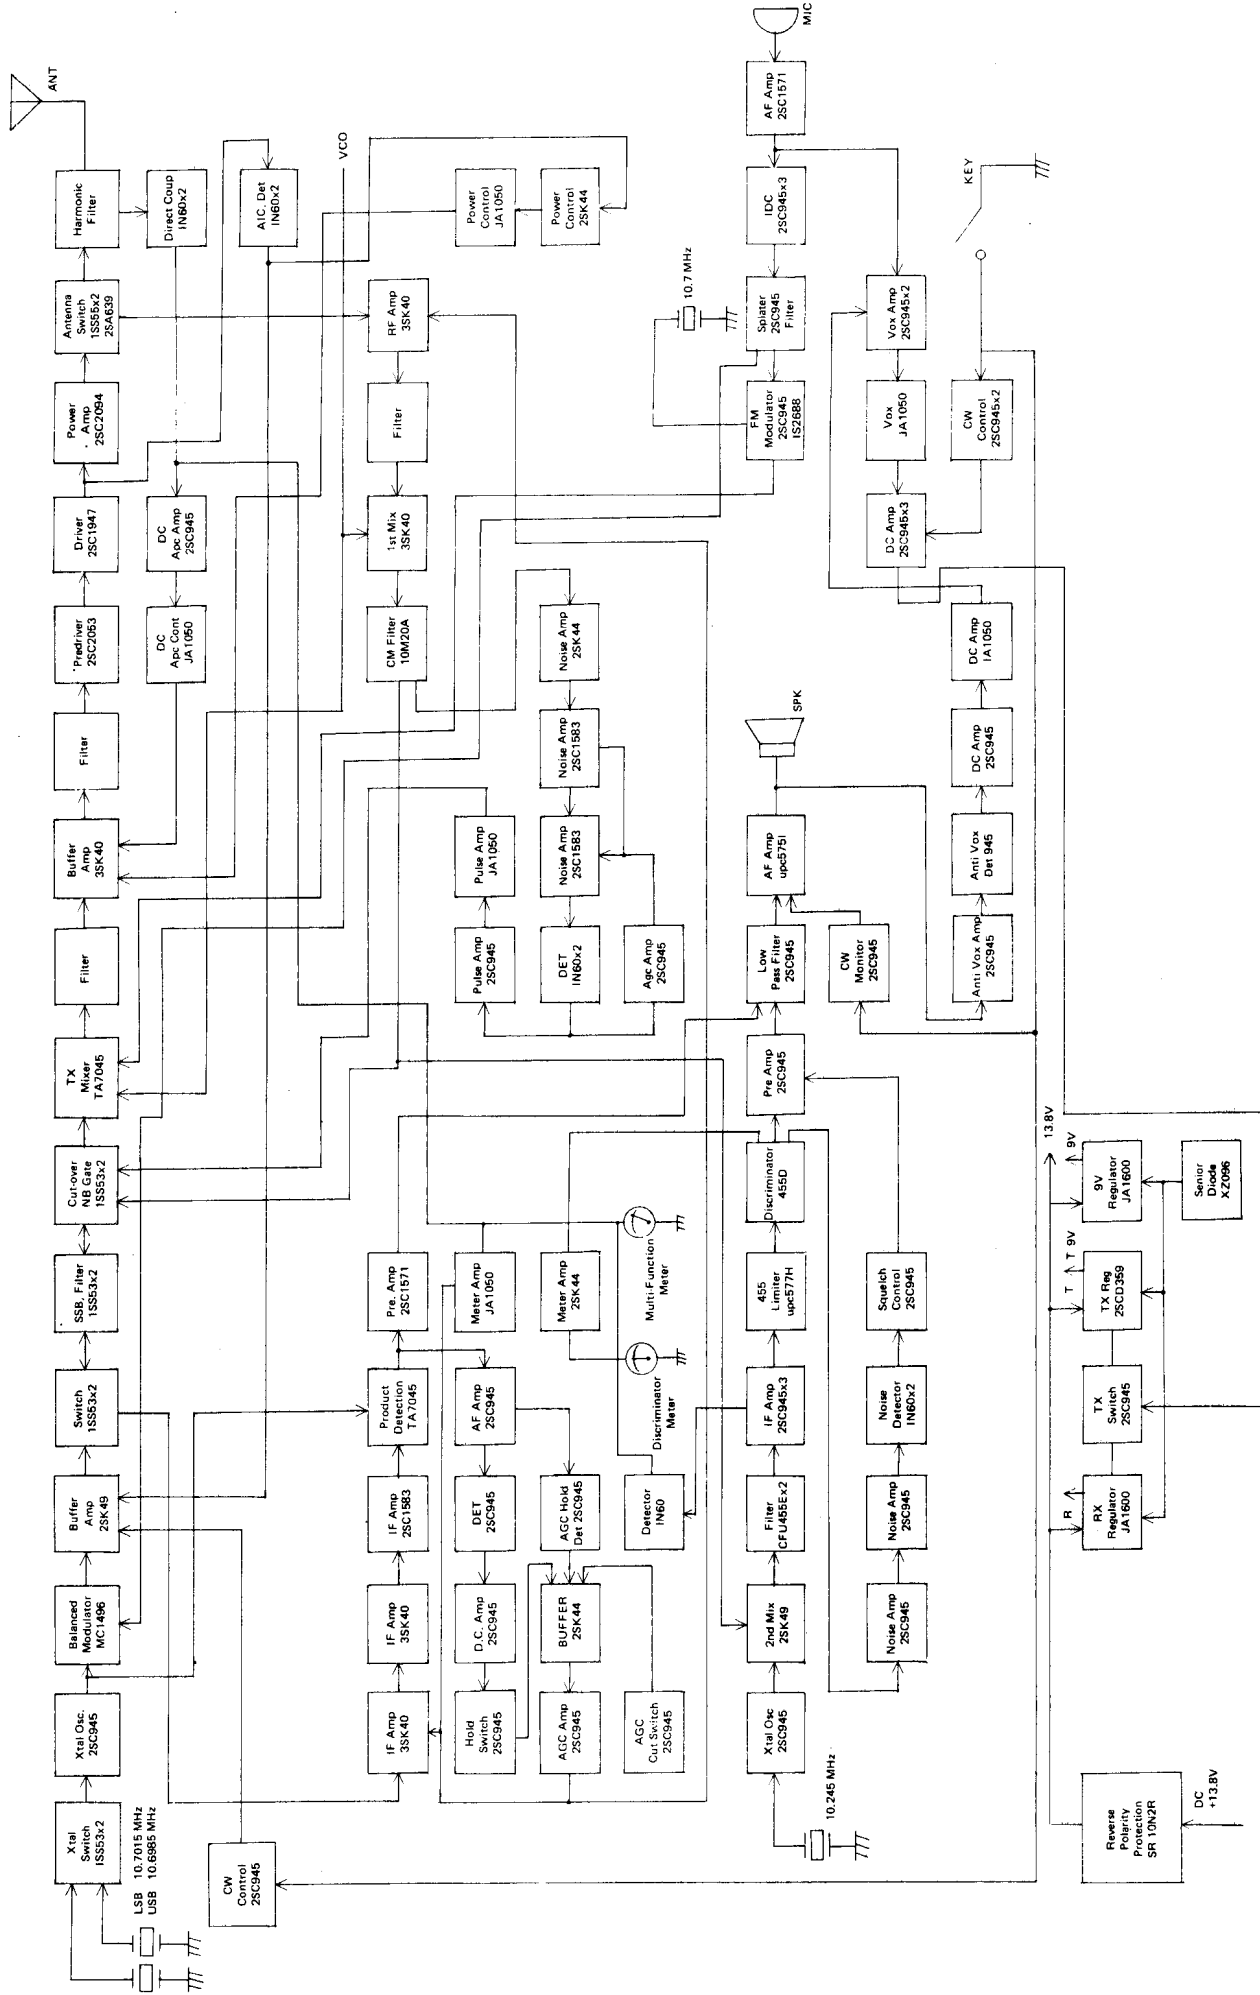 Xtal
Switch
ISS53x2
Xtal Osc.
2SC945
Balanced
Modulator
MC1496
Buffer
Amp
2SK49
Switch
1SS53x2
SSB. Filter
1SS53x2
Cut-over
NB Gate
1SS53x2
TX
Mixer
TA7045
Filter
Buffer
Amp
3SK40
Filter
Predriver
2SC2053
Driver
2SC1947
Power
Amp
2SC2094
Antenna
Switch
1SS55x2
2SA639
Harmonic
Filter
ANT
LSB 10.7015 MHz
USB 10.6985 MHz
DC
Apc Cont
JA1050
DC
Apc Amp
2SC945
Direct Coup
IN60x2
CW
Control
2SC945
AIC. Det
IN60x2
VCO
IF Amp
3SK40
IF Amp
3SK40
IF Amp
2SC1583
Product
Detection
TA7045
Pre. Amp
2SC1571
CM Filter
10M20A
1st Mix
3SK40
Filter
RF Amp
3SK40
Hold
Switch
2SC945
D.C. Amp
2SC945
DET
2SC945
AF Amp
2SC945
Meter Amp
JA1050
Pulse Amp
2SC945
Pulse Amp
JA1050
Power
Control
JA1050
AGC Amp
2SC945
BUFFER
2SK44
AGC Hold
Det 2SC945
Meter Amp
2SK44
DET
IN60x2
Noise Amp
2SC1583
Noise Amp
2SC1583
Noise Amp
2SK44
Power
Control
2SK44
AGC
Cut Switch
2SC945
Detector
IN60
Discriminator
Meter
Multi-Function
Meter
Agc Amp
2SC945
10.7 MHz
Xtal Osc
2SC945
2nd Mix
2SK49
Filter
CFU455Ex2
IF Amp
2SC945x3
455
Limiter
upc577H
Discriminator
455D
Pre Amp
2SC945
Low
Pass Filter
2SC945
AF Amp
upc575I
SPK
FM
Modulator
2SC945
IS2688
Splater
2SC945
Filter
IDC
2SC945x3
AF Amp
2SC1571
MIC
10.245 MHz
Noise Amp
2SC945
Noise Amp
2SC945
Noise
Detector
IN60x2
Squelch
Control
2SC945
CW
Monitor
2SC945
DC Amp
2SC945x3
Vox
JA1050
Vox Amp
2SC945x2
Anti Vox Amp
2SC945
Anti Vox
Det 945
DC Amp
2SC945
DC Amp
IA1050
CW
Control
2SC945x2
KEY
13.8V
Reverse
Polarity
Protection
SR 10N2R
DC
+13.8V
R
RX
Regulator
JA1600
TX
Switch
2SC945
T
T 9V
TX Reg
2SCD359
9V
9V
Regulator
JA1600
Senior
Diode
XZ096